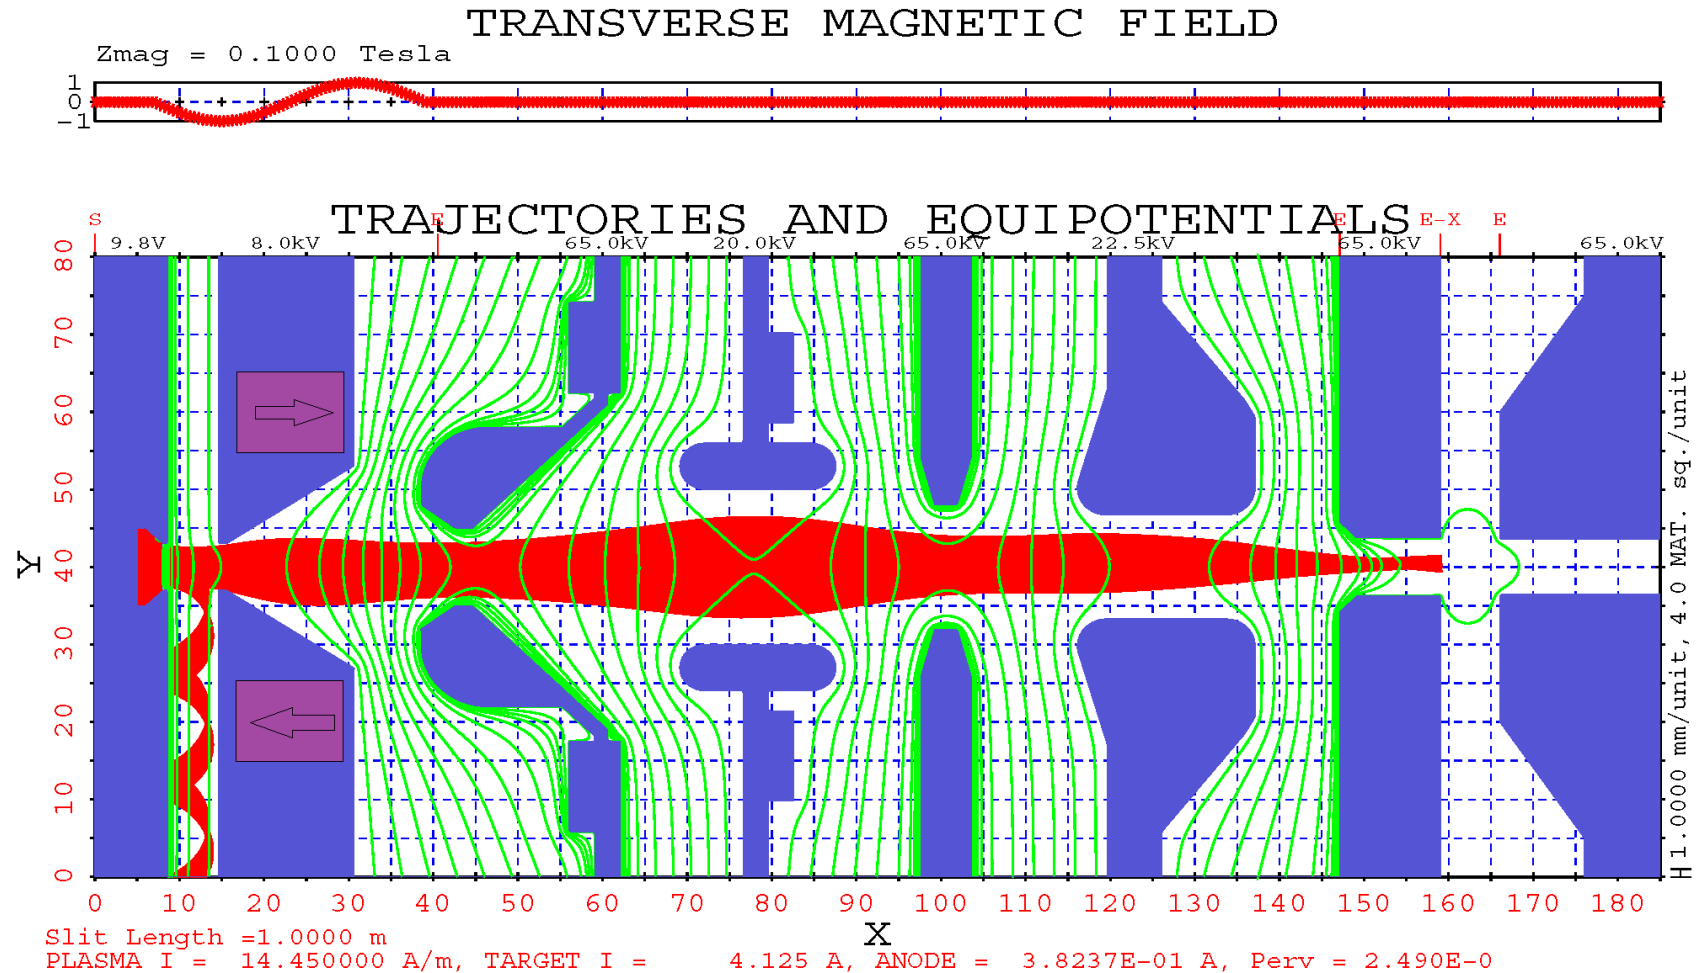 TRANSVERSE MAGNETIC FIELD
Zmag = 0.1000 Tesla
1
0
-1
TRAJECTORIES AND EQUIPOTENTIALS
S E E E-X E
9.8V 8.0kV 65.0kV 20.0kV 65.0kV 22.5kV 65.0kV 65.0kV
80
70
60
50
40
30
20
10
0
Y
H1.0000 mm/unit, 4.0 MAT. sq./unit
0 10 20 30 40 50 60 70 80 90 100 110 120 130 140 150 160 170 180
X
Slit Length =1.0000 m
PLASMA I = 14.450000 A/m, TARGET I = 4.125 A, ANODE = 3.8237E-01 A, Perv = 2.490E-0